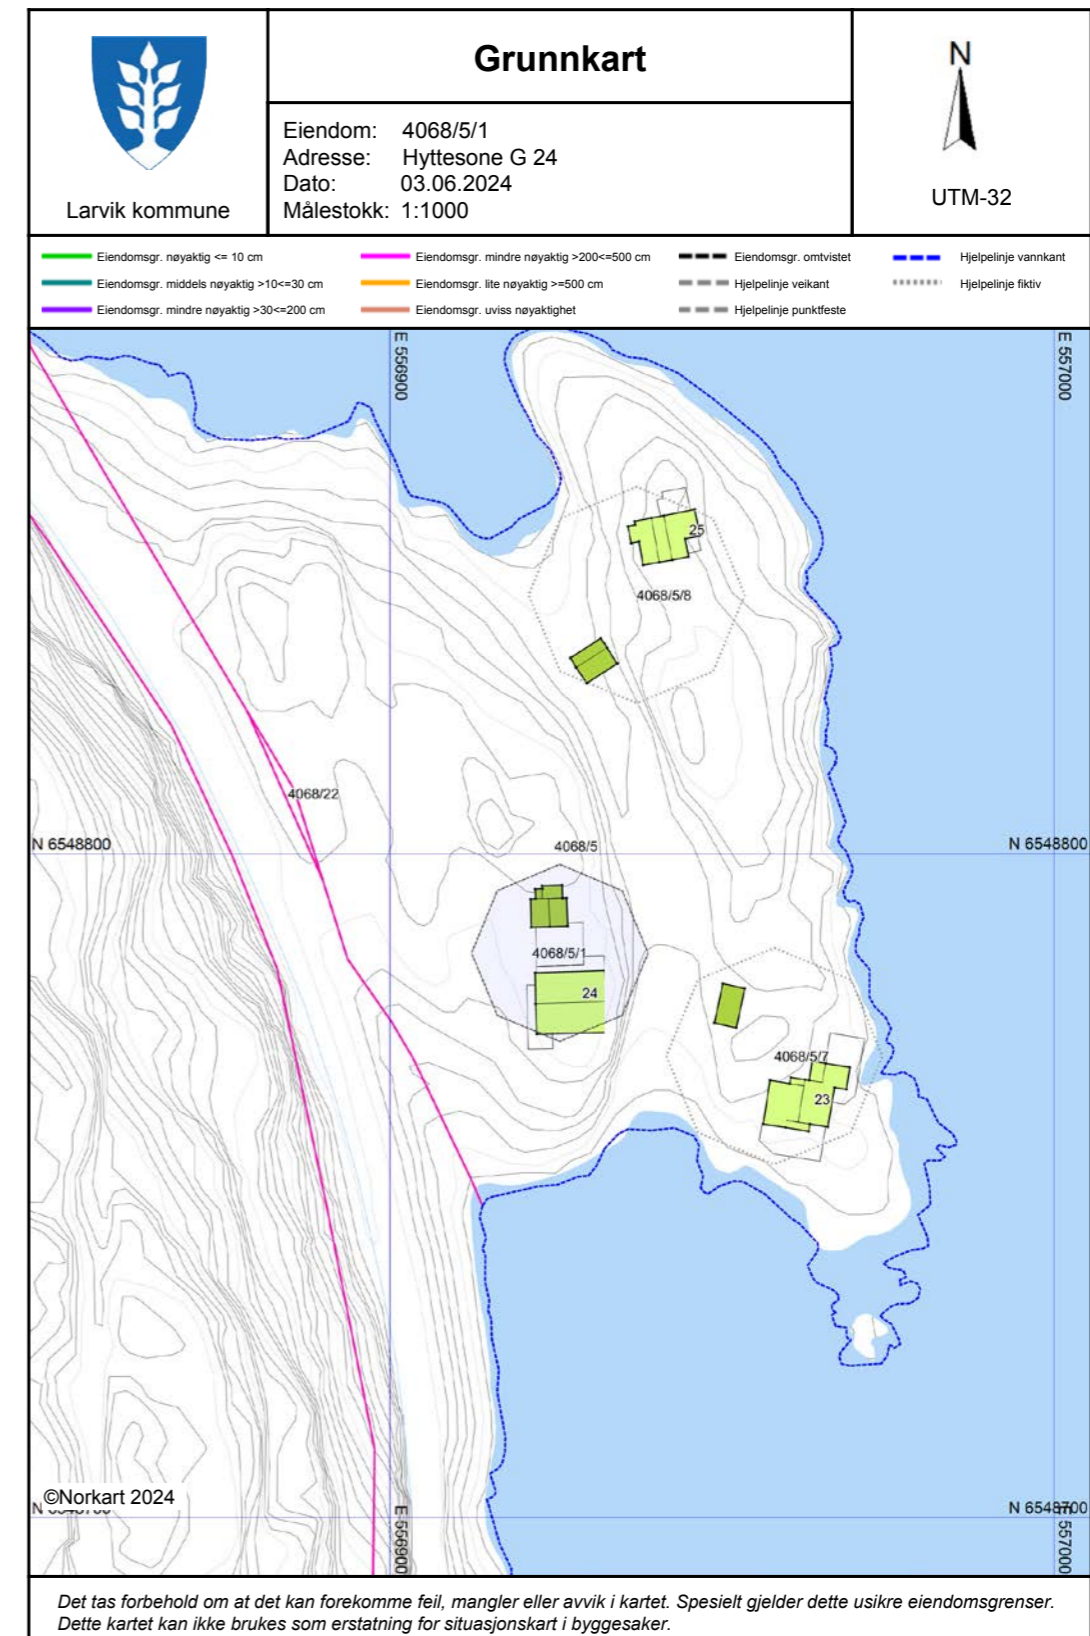 Grunnkart
Larvik kommune
Eiendom: 4068/5/1
Adresse: Hyttesone G 24
Dato: 03.06.2024
Målestokk: 1:1000
N
UTM-32
Eiendomsgr. nøyaktig <= 10 cm
Eiendomsgr. middels nøyaktig >10<=30 cm
Eiendomsgr. mindre nøyaktig >30<=200 cm
Eiendomsgr. mindre nøyaktig >200<=500 cm
Eiendomsgr. lite nøyaktig >=500 cm
Eiendomsgr. uviss nøyaktighet
Eiendomsgr. omtvistet
Hjelpelinje veikant
Hjelpelinje punktfeste
Hjelpelinje vannkant
Hjelpelinje fiktiv
E 556900
E 557000
25
4068/5/8
4068/22
N 6548800
4068/5
N 6548800
4068/5/1
24
4068/5/7
23
©Norkart 2024
N 6548700
E 556900
N 6548700
E 557000
Det tas forbehold om at det kan forekomme feil, mangler eller avvik i kartet. Spesielt gjelder dette usikre eiendomsgrenser.
Dette kartet kan ikke brukes som erstatning for situasjonskart i byggesaker.